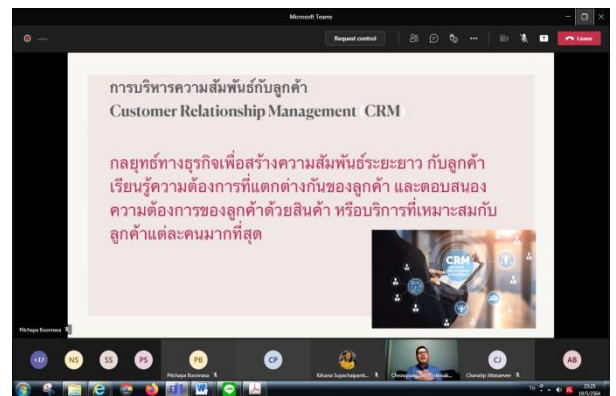 Microsoft Teams
Request control
Leave
การบริหารความสัมพันธ์กับลูกค้า
Customer Relationship Management (CRM)
กลยุทธ์ทางธุรกิจเพื่อสร้างความสัมพันธ์ระยะยาว กับลูกค้า
เรียนรู้ความต้องการที่แตกต่างกันของลูกค้า และตอบสนอง
ความต้องการของลูกค้าด้วยสินค้า หรือบริการที่เหมาะสมกับ
ลูกค้าแต่ละคนมากที่สุด
CRM
Pitchapa Boonnasa
+17 NS SS PS PB CP CJ AB
Pitchapa Boonnasa
TH 15:25
19/5/2564